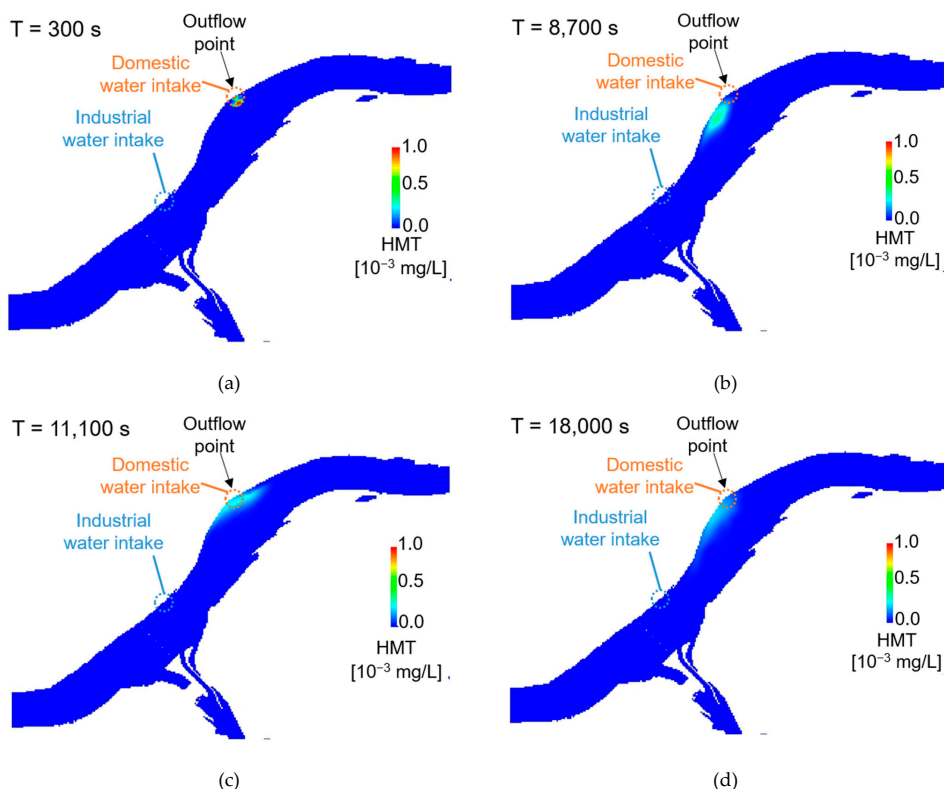 T = 300 s
Outflow
point
Domestic
water intake
Industrial
water intake
1.0
0.5
0.0
HMT
[10⁻³ mg/L]
(a)
T = 8,700 s
Outflow
point
Domestic
water intake
Industrial
water intake
1.0
0.5
0.0
HMT
[10⁻³ mg/L]
(b)
T = 11,100 s
Outflow
point
Domestic
water intake
Industrial
water intake
1.0
0.5
0.0
HMT
[10⁻³ mg/L]
(c)
T = 18,000 s
Outflow
point
Domestic
water intake
Industrial
water intake
1.0
0.5
0.0
HMT
[10⁻³ mg/L]
(d)